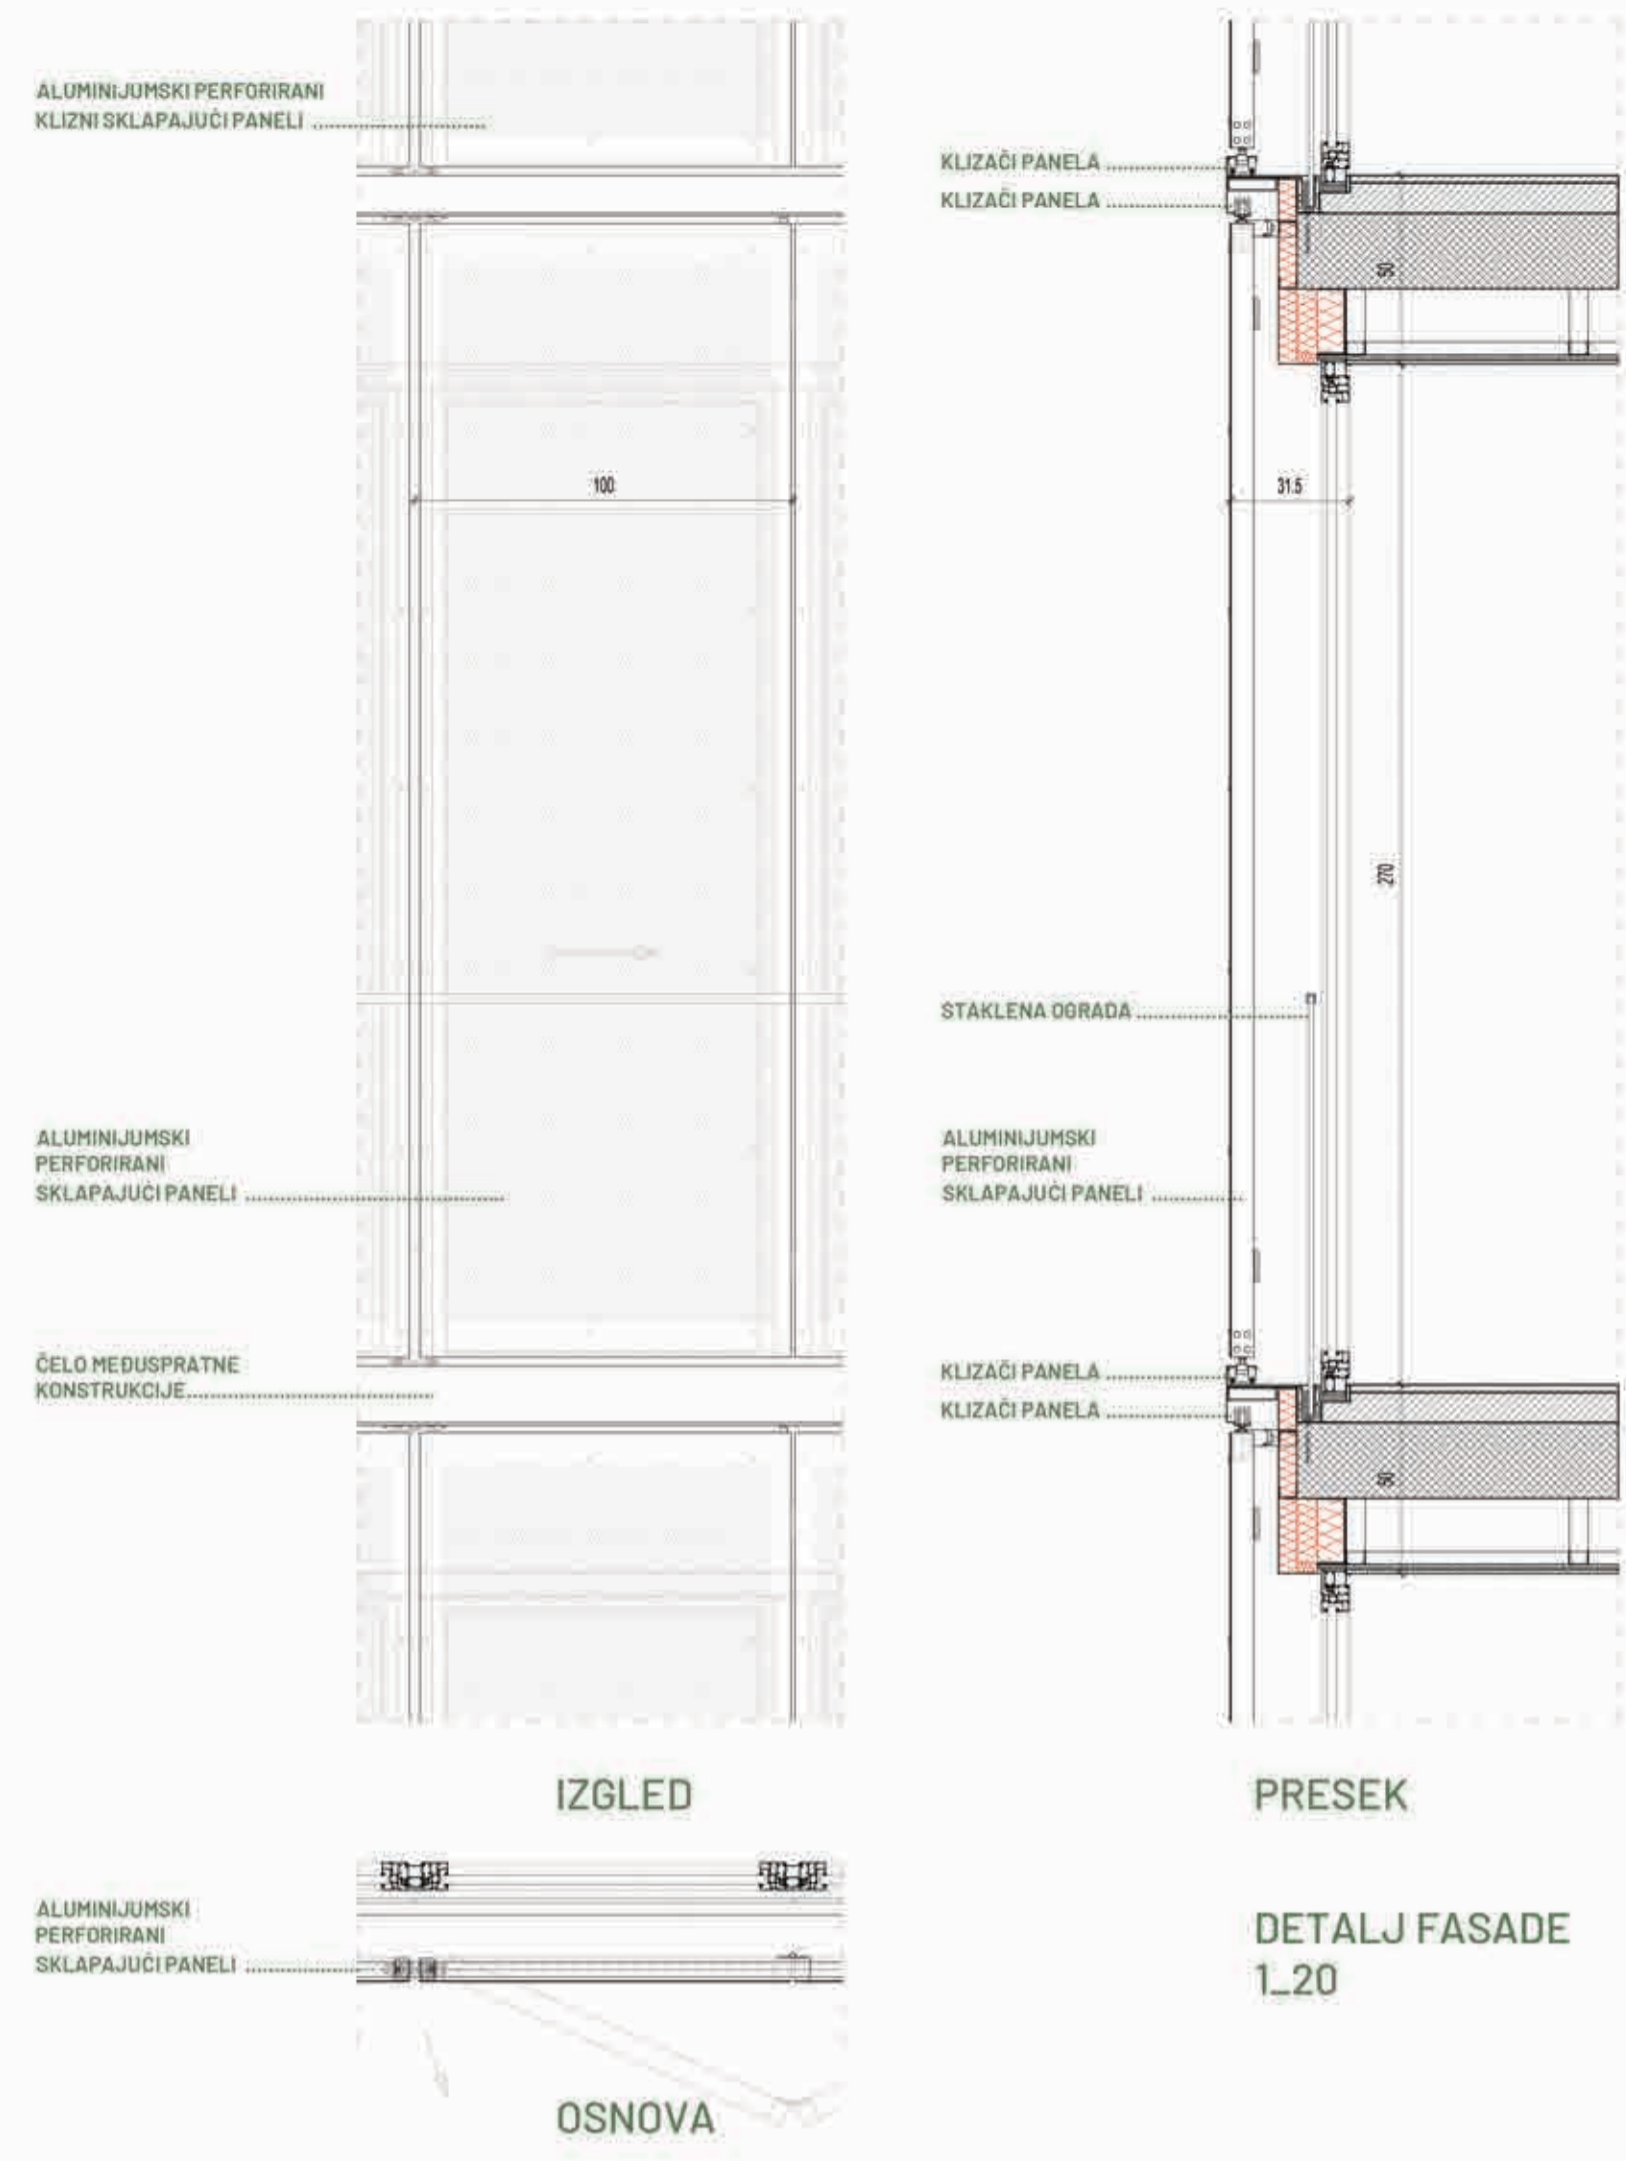 ALUMINIJUMSKI PERFORIRANI
KLIZNI SKLAPAJUĆI PANELI
100
ALUMINIJUMSKI
PERFORIRANI
SKLAPAJUĆI PANELI
ČELO MEĐUSPRATNE
KONSTRUKCIJE
IZGLED
KLIZAČI PANELA
KLIZAČI PANELA
50
31.5
270
STAKLENA OGRADA
ALUMINIJUMSKI
PERFORIRANI
SKLAPAJUĆI PANELI
KLIZAČI PANELA
KLIZAČI PANELA
50
PRESEK
ALUMINIJUMSKI
PERFORIRANI
SKLAPAJUĆI PANELI
OSNOVA
DETALJ FASADE
1_20